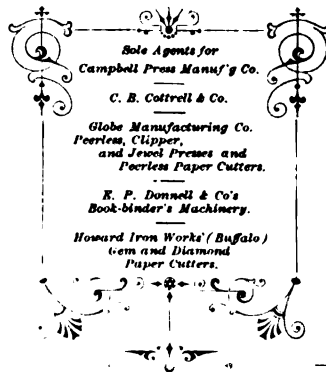 Sole Agents for
Campbell Press Manuf'g Co.
C. B. Cottrell & Co.
Globe Manufacturing Co.
Peerless, Clipper,
and Jewel Presses and
Peerless Paper Cutters.
E. P. Donnell & Co's
Book-binder's Machinery.
Howard Iron Works' (Buffalo)
Gem and Diamond
Paper Cutters.